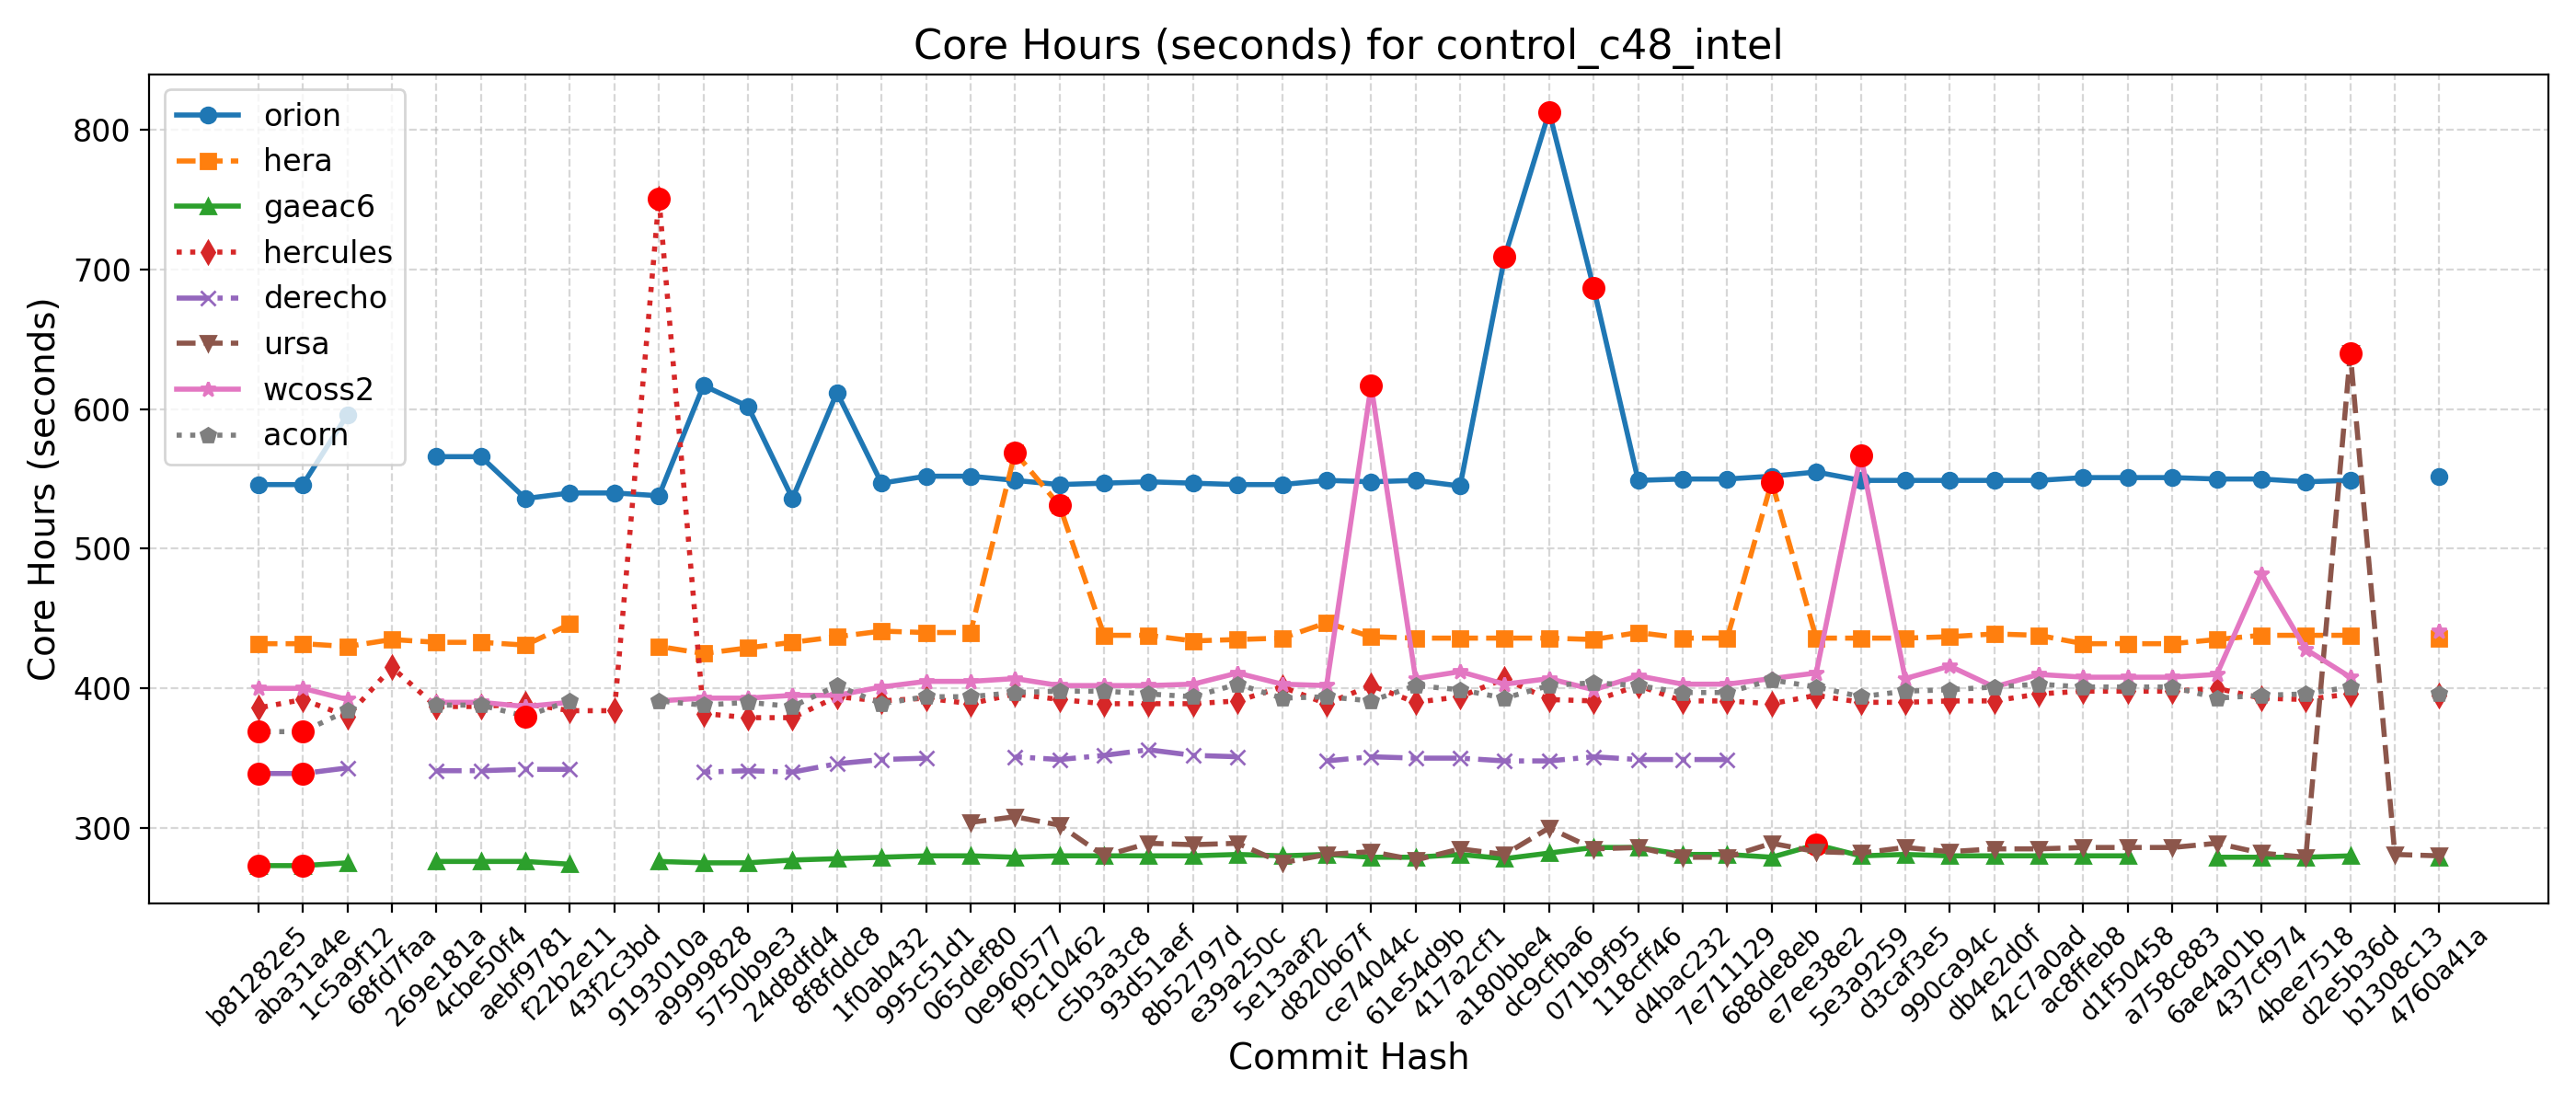 Core Hours (seconds) for control_c48_intel
Core Hours (seconds)
800
700
600
500
400
300
orion
hera
gaeac6
hercules
derecho
ursa
wcoss2
acorn
b81282e5
aba31a4e
1c5a9f12
68fd7faa
269e181a
4cbe50f4
aebf9781
f22b2e11
43f2c3bd
9193010a
a9999828
5750b9e3
24d8dfd4
8f8fddc8
1f0ab432
995c51d1
065def80
0e960577
f9c10462
c5b3a3c8
93d51aef
8b52797d
e39a250c
5e13aaf2
d820b67f
ce74044c
61e54d9b
417a2cf1
a180bbe4
dc9cfba6
071b9f95
118cff46
d4bac232
7e711129
688de8eb
e7ee38e2
5e3a9259
d3caf3e5
990ca94c
db4e2d0f
42c7a0ad
ac8ffeb8
d1f50458
a758c883
6ae4a01b
437cf974
4bee7518
d2e5b36d
b1308c13
4760a41a
Commit Hash